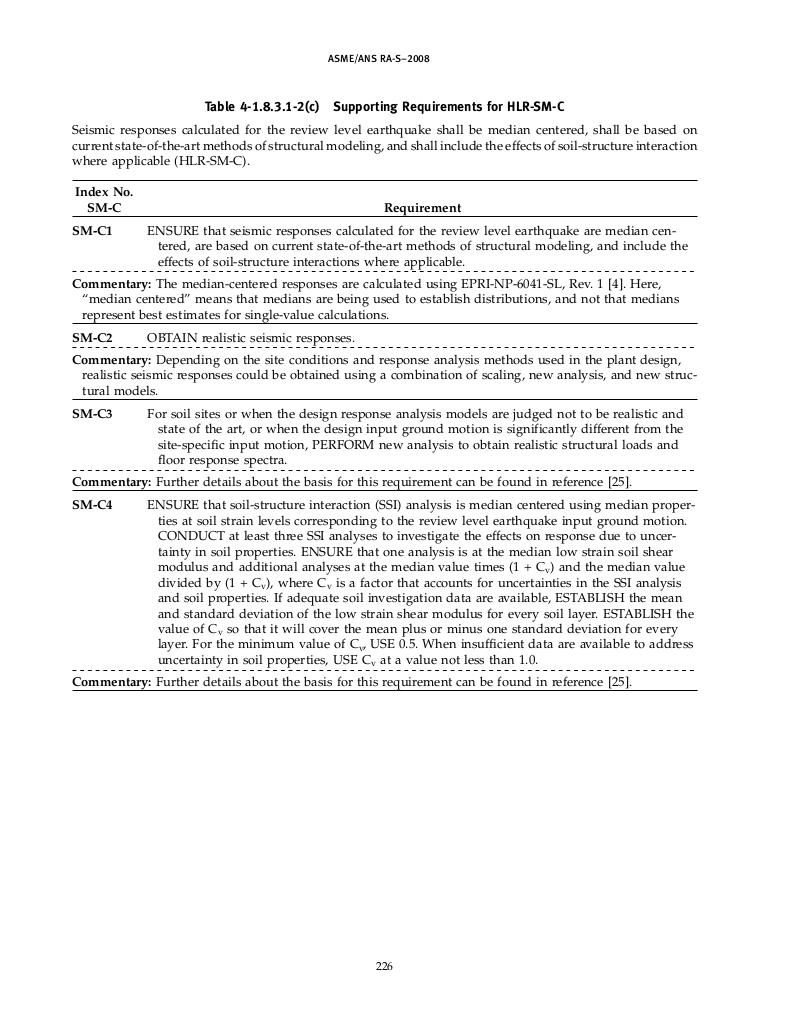 ASME/ANS RA-S–2008
Table 4-1.8.3.1-2(c) Supporting Requirements for HLR-SM-C
Seismic responses calculated for the review level earthquake shall be median centered, shall be based on
current state-of-the-art methods of structural modeling, and shall include the effects of soil-structure interaction
where applicable (HLR-SM-C).
Index No.
SM-C Requirement
SM-C1 ENSURE that seismic responses calculated for the review level earthquake are median cen-
tered, are based on current state-of-the-art methods of structural modeling, and include the
effects of soil-structure interactions where applicable.
Commentary: The median-centered responses are calculated using EPRI-NP-6041-SL, Rev. 1 [4]. Here,
“median centered” means that medians are being used to establish distributions, and not that medians
represent best estimates for single-value calculations.
SM-C2 OBTAIN realistic seismic responses.
Commentary: Depending on the site conditions and response analysis methods used in the plant design,
realistic seismic responses could be obtained using a combination of scaling, new analysis, and new struc-
tural models.
SM-C3 For soil sites or when the design response analysis models are judged not to be realistic and
state of the art, or when the design input ground motion is significantly different from the
site-specific input motion, PERFORM new analysis to obtain realistic structural loads and
floor response spectra.
Commentary: Further details about the basis for this requirement can be found in reference [25].
SM-C4 ENSURE that soil-structure interaction (SSI) analysis is median centered using median proper-
ties at soil strain levels corresponding to the review level earthquake input ground motion.
CONDUCT at least three SSI analyses to investigate the effects on response due to uncer-
tainty in soil properties. ENSURE that one analysis is at the median low strain soil shear
modulus and additional analyses at the median value times (1 + Cv) and the median value
divided by (1 + Cv), where Cv is a factor that accounts for uncertainties in the SSI analysis
and soil properties. If adequate soil investigation data are available, ESTABLISH the mean
and standard deviation of the low strain shear modulus for every soil layer. ESTABLISH the
value of Cv so that it will cover the mean plus or minus one standard deviation for every
layer. For the minimum value of Cv, USE 0.5. When insufficient data are available to address
uncertainty in soil properties, USE Cv at a value not less than 1.0.
Commentary: Further details about the basis for this requirement can be found in reference [25].
226